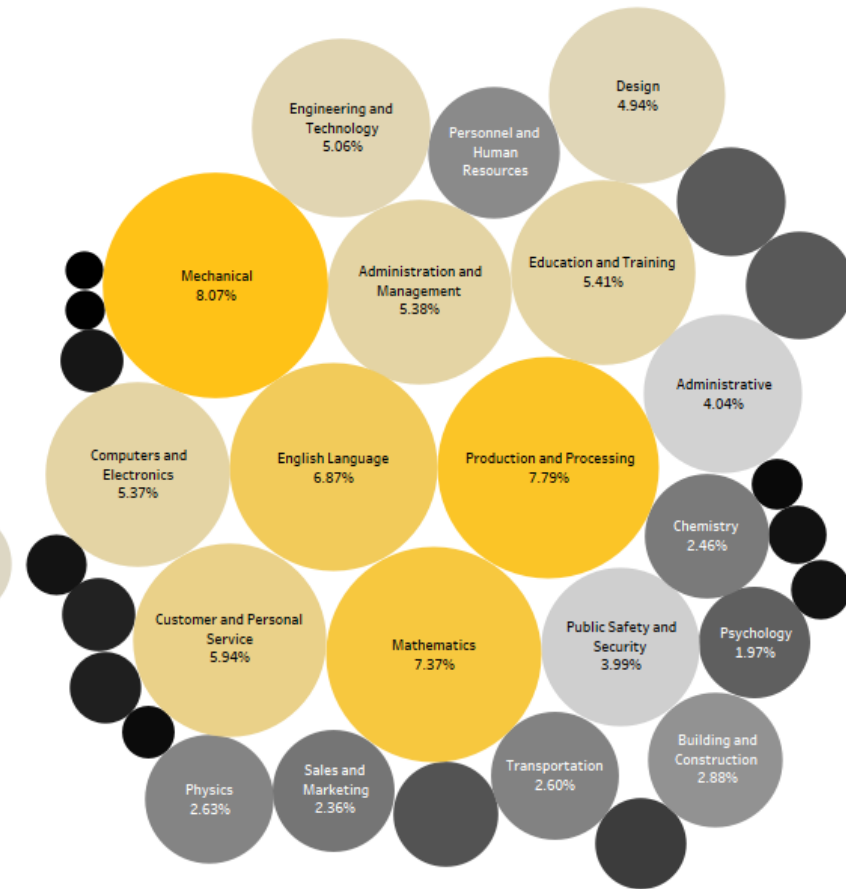 Design
4.94%
Engineering and
Technology
5.06%
Personnel and
Human
Resources
Mechanical
8.07%
Administration and
Management
5.38%
Education and Training
5.41%
Administrative
4.04%
Computers and
Electronics
5.37%
English Language
6.87%
Production and Processing
7.79%
Chemistry
2.46%
Customer and Personal
Service
5.94%
Mathematics
7.37%
Public Safety and
Security
3.99%
Psychology
1.97%
Physics
2.63%
Sales and
Marketing
2.36%
Transportation
2.60%
Building and
Construction
2.88%